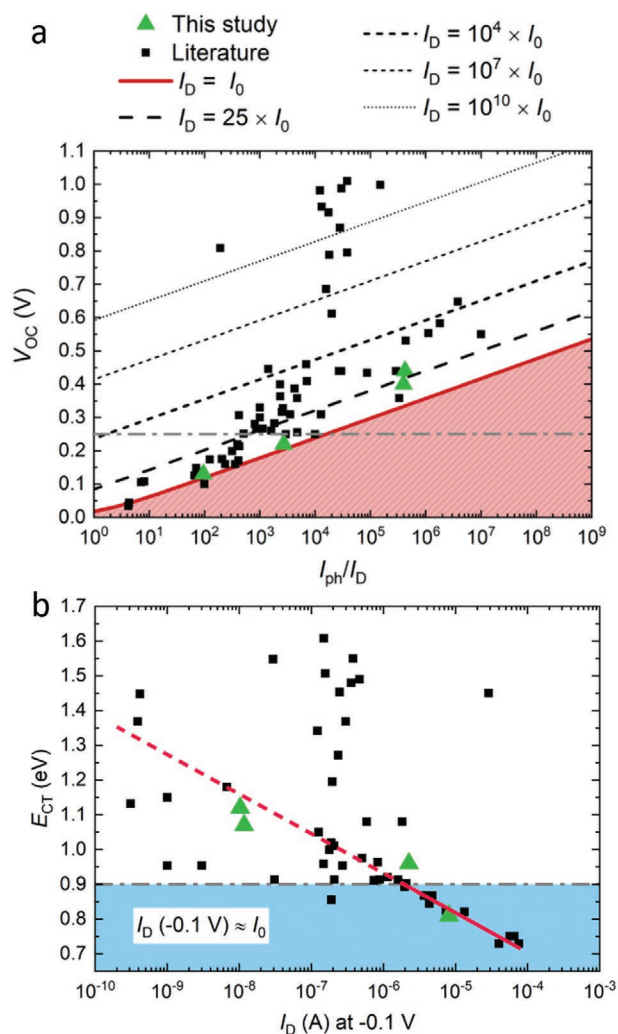 a
This study
Literature
I_D = I_0
I_D = 25 × I_0
I_D = 10^4 × I_0
I_D = 10^7 × I_0
I_D = 10^10 × I_0
1.1
1.0
0.9
0.8
0.7
0.6
0.5
0.4
0.3
0.2
0.1
0.0
V_OC (V)
10^0 10^1 10^2 10^3 10^4 10^5 10^6 10^7 10^8 10^9
I_ph/I_D
b
1.7
1.6
1.5
1.4
1.3
1.2
1.1
1.0
0.9
0.8
0.7
E_CT (eV)
I_D (-0.1 V) ≈ I_0
10^-10 10^-9 10^-8 10^-7 10^-6 10^-5 10^-4 10^-3
I_D (A) at -0.1 V